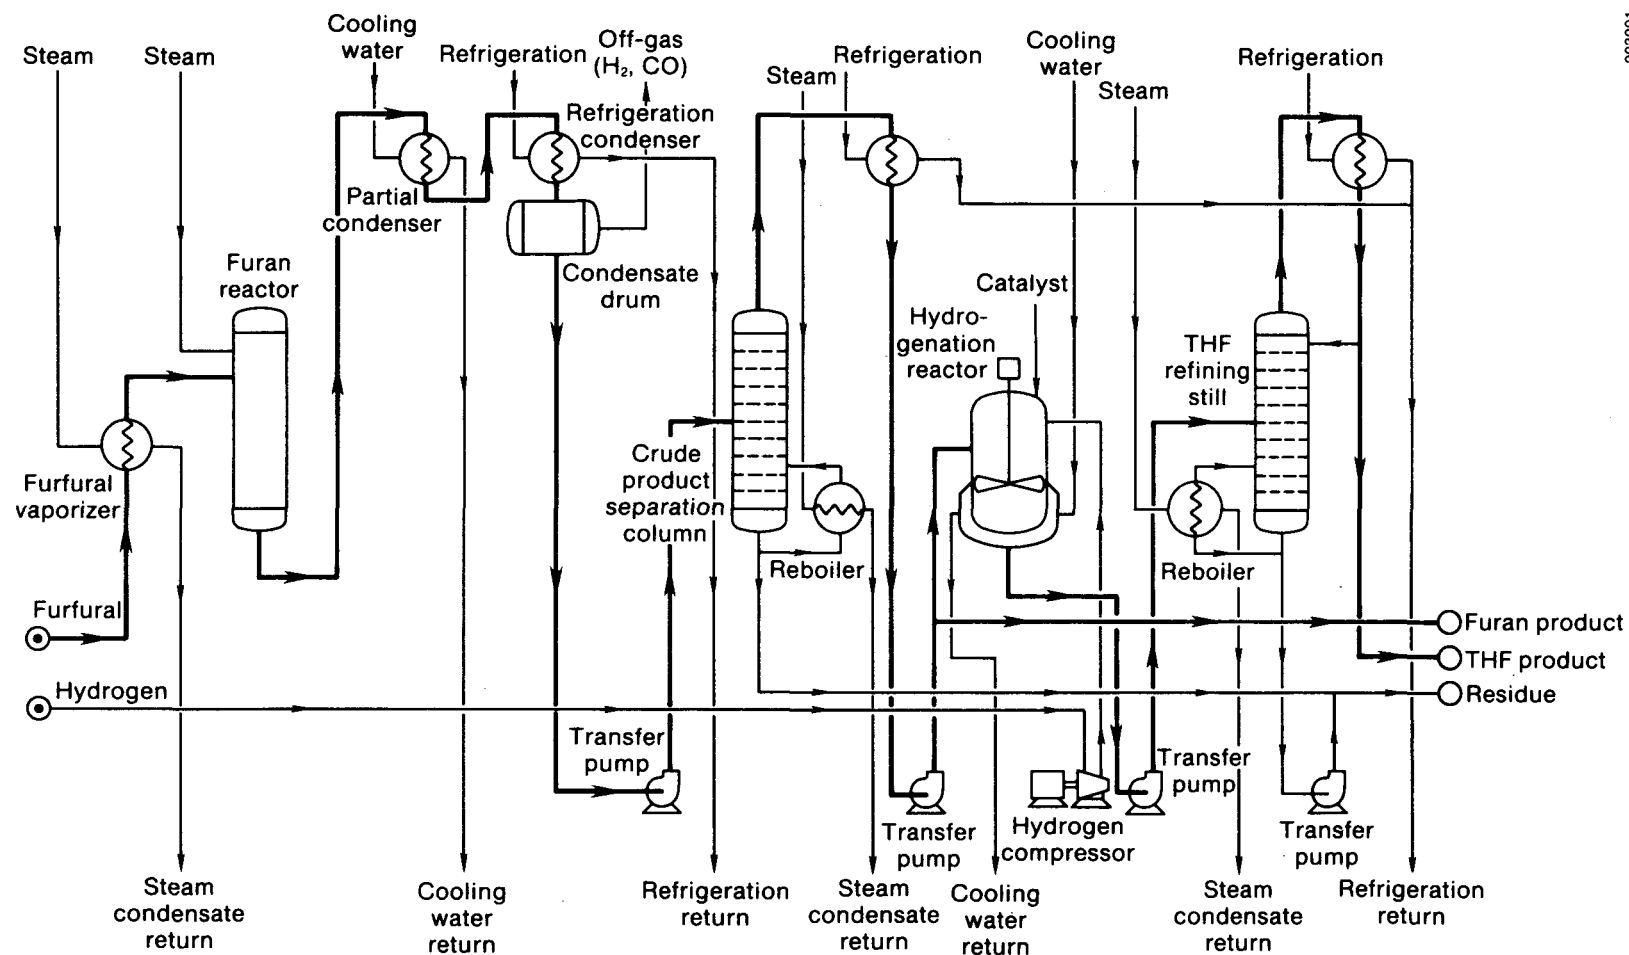 Steam
Steam
Cooling
water
Refrigeration
Off-gas
(H₂, CO)
Refrigeration
condenser
Steam
Refrigeration
Cooling
water
Steam
Refrigeration
Partial
condenser
Furan
reactor
Condensate
drum
Catalyst
Hydro-
genation
reactor
THF
refining
still
Furfural
vaporizer
Crude
product
separation
column
Reboiler
Reboiler
Furfural
Furan product
THF product
Residue
Hydrogen
Transfer
pump
Transfer
pump
Transfer
pump
Hydrogen
compressor
Transfer
pump
Steam
condensate
return
Cooling
water
return
Refrigeration
return
Steam
condensate
return
Cooling
water
return
Steam
condensate
return
Refrigeration
return